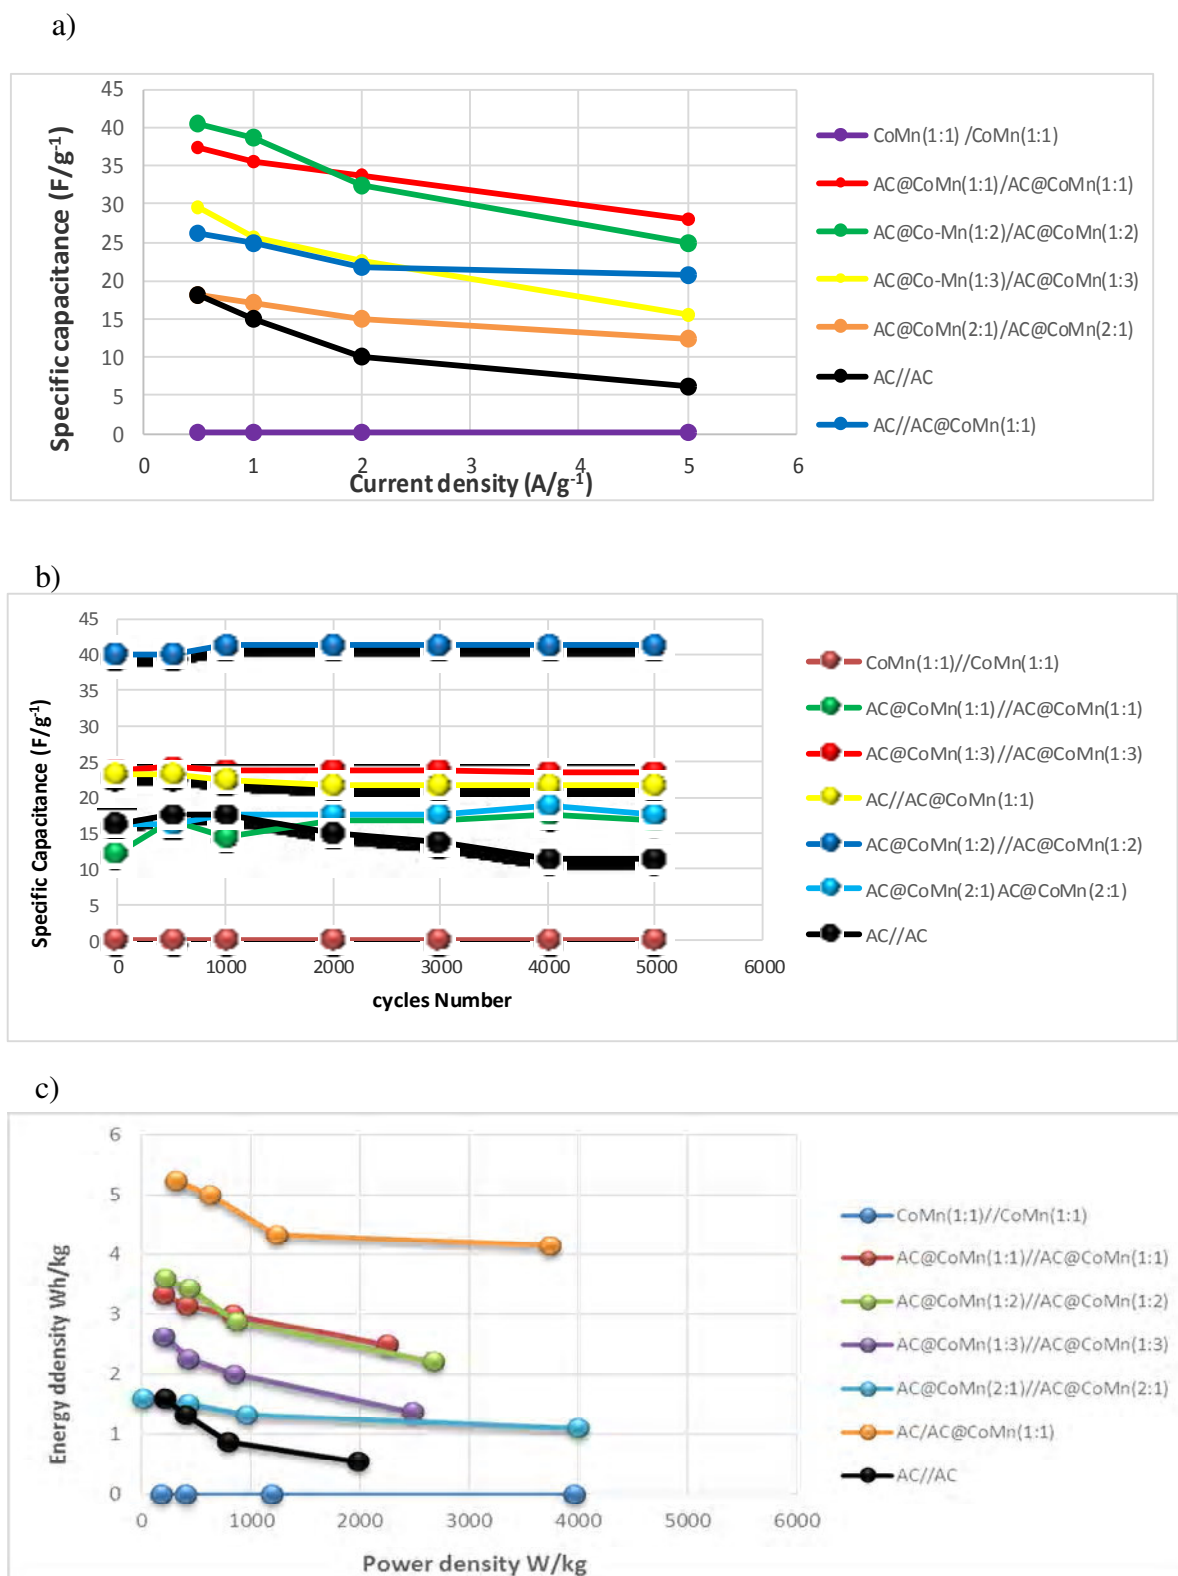 a)
Specific capacitance (F/g⁻¹)
45
40
35
30
25
20
15
10
5
0
0 1 2 3 4 5 6
Current density (A/g⁻¹)
CoMn(1:1) /CoMn(1:1)
AC@CoMn(1:1)/AC@CoMn(1:1)
AC@Co-Mn(1:2)/AC@CoMn(1:2)
AC@Co-Mn(1:3)/AC@CoMn(1:3)
AC@CoMn(2:1)/AC@CoMn(2:1)
AC//AC
AC//AC@CoMn(1:1)
b)
Specific Capacitance (F/g⁻¹)
45
40
35
30
25
20
15
10
5
0
0 1000 2000 3000 4000 5000 6000
cycles Number
CoMn(1:1)//CoMn(1:1)
AC@CoMn(1:1)//AC@CoMn(1:1)
AC@CoMn(1:3)//AC@CoMn(1:3)
AC//AC@CoMn(1:1)
AC@CoMn(1:2)//AC@CoMn(1:2)
AC@CoMn(2:1)AC@CoMn(2:1)
AC//AC
c)
Energy ddensity Wh/kg
6
5
4
3
2
1
0
0 1000 2000 3000 4000 5000 6000
Power density W/kg
CoMn(1:1)//CoMn(1:1)
AC@CoMn(1:1)//AC@CoMn(1:1)
AC@CoMn(1:2)//AC@CoMn(1:2)
AC@CoMn(1:3)//AC@CoMn(1:3)
AC@CoMn(2:1)//AC@CoMn(2:1)
AC/AC@CoMn(1:1)
AC//AC